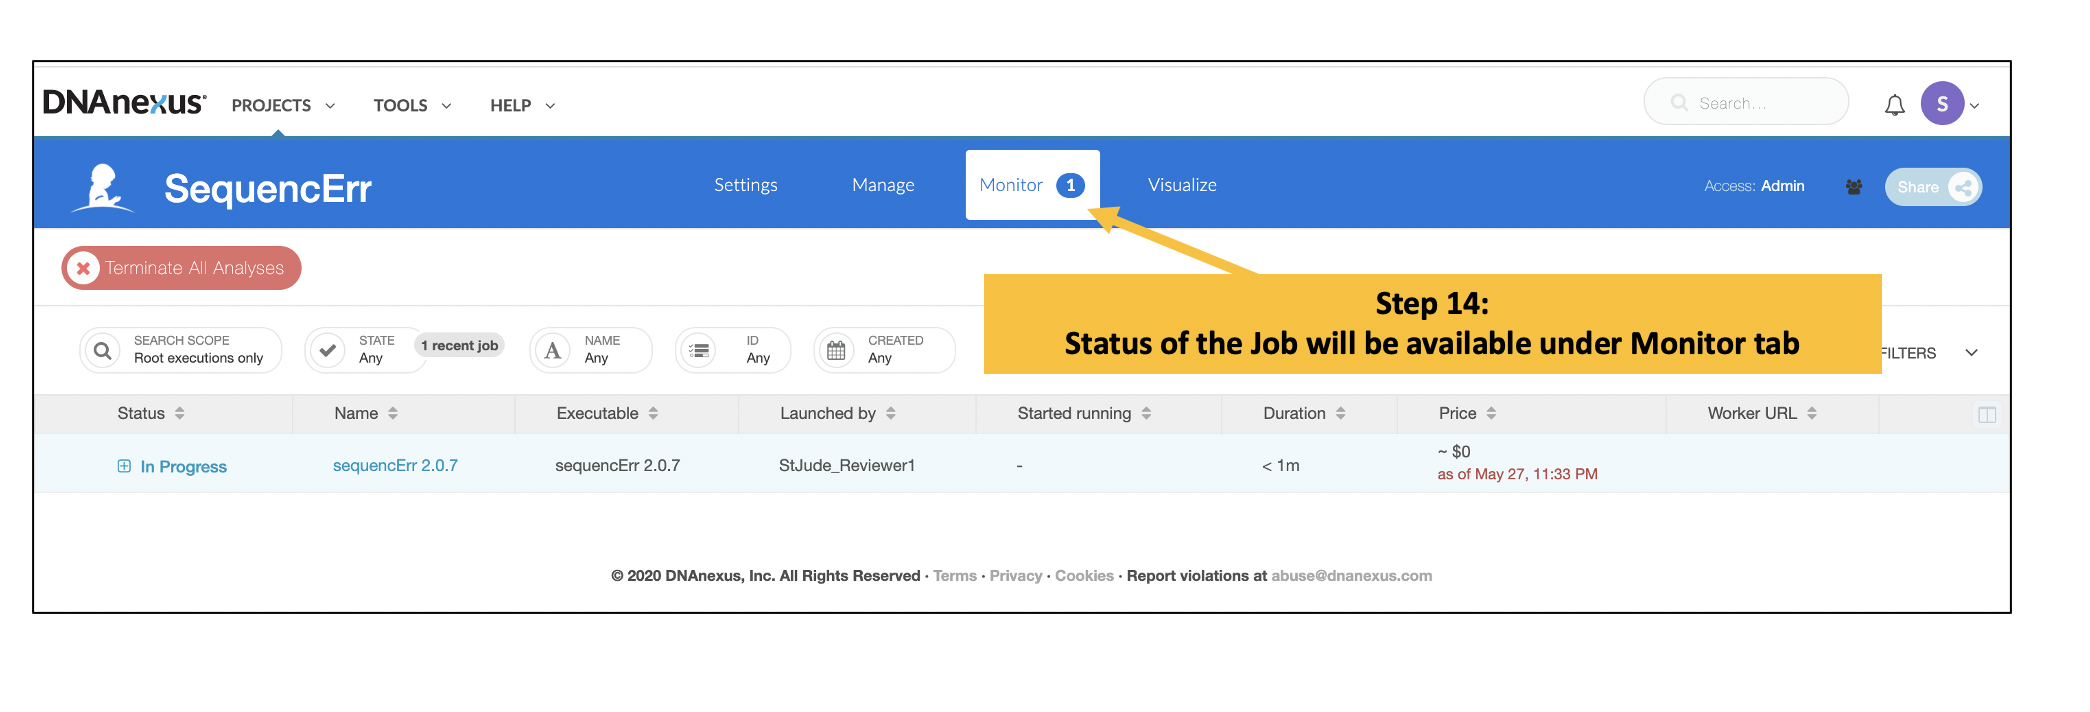 DNAnexus PROJECTS TOOLS HELP Search... S
SequencErr Settings Manage Monitor 1 Visualize Access: Admin Share
Terminate All Analyses
Step 14:
Status of the Job will be available under Monitor tab
SEARCH SCOPE
Root executions only
STATE
Any
1 recent job
A
NAME
Any
ID
Any
CREATED
Any
FILTERS
Status Name Executable Launched by Started running Duration Price Worker URL
In Progress sequencErr 2.0.7 sequencErr 2.0.7 StJude_Reviewer1 - < 1m ~ $0
as of May 27, 11:33 PM
© 2020 DNAnexus, Inc. All Rights Reserved · Terms · Privacy · Cookies · Report violations at abuse@dnanexus.com